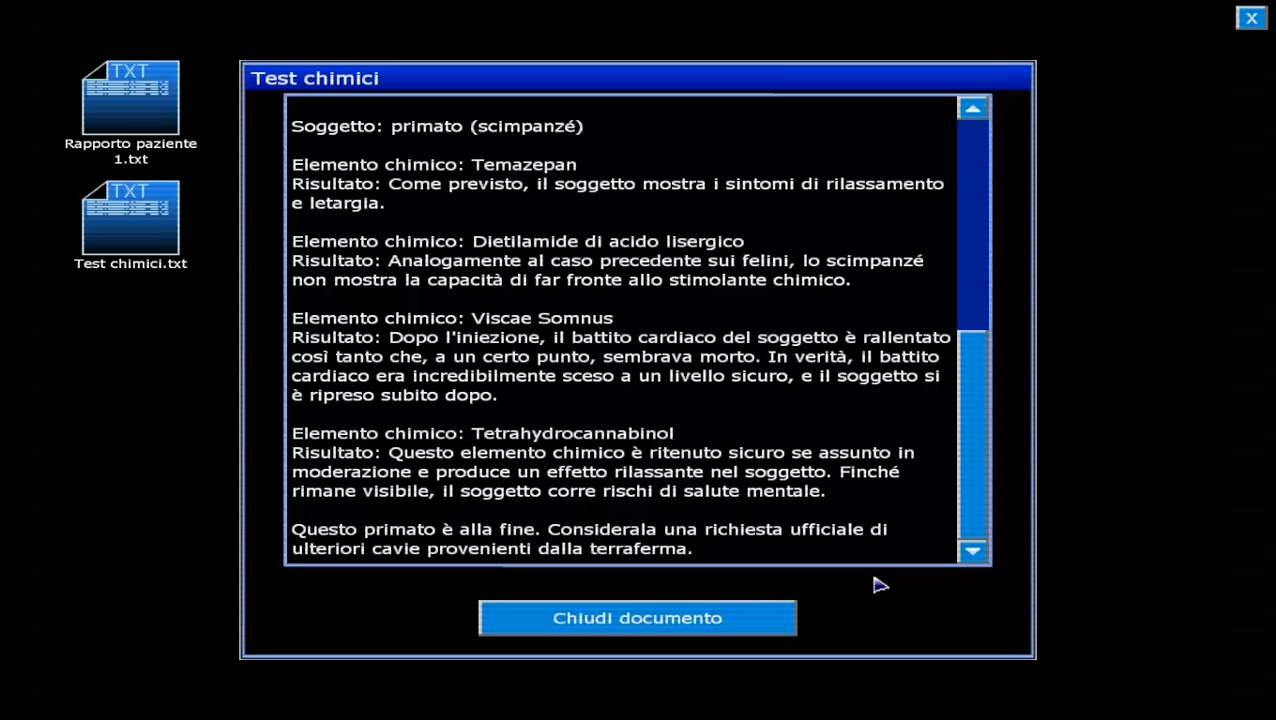 X
TXT
Rapporto paziente
1.txt
TXT
Test chimici.txt
Test chimici
Soggetto: primato (scimpanzé)
Elemento chimico: Temazepan
Risultato: Come previsto, il soggetto mostra i sintomi di rilassamento
e letargia.
Elemento chimico: Dietilamide di acido lisergico
Risultato: Analogamente al caso precedente sui felini, lo scimpanzé
non mostra la capacità di far fronte allo stimolante chimico.
Elemento chimico: Viscae Somnus
Risultato: Dopo l'iniezione, il battito cardiaco del soggetto è rallentato
così tanto che, a un certo punto, sembrava morto. In verità, il battito
cardiaco era incredibilmente sceso a un livello sicuro, e il soggetto si
è ripreso subito dopo.
Elemento chimico: Tetrahydrocannabinol
Risultato: Questo elemento chimico è ritenuto sicuro se assunto in
moderazione e produce un effetto rilassante nel soggetto. Finché
rimane visibile, il soggetto corre rischi di salute mentale.
Questo primato è alla fine. Considerala una richiesta ufficiale di
ulteriori cavie provenienti dalla terraferma.
Chiudi documento